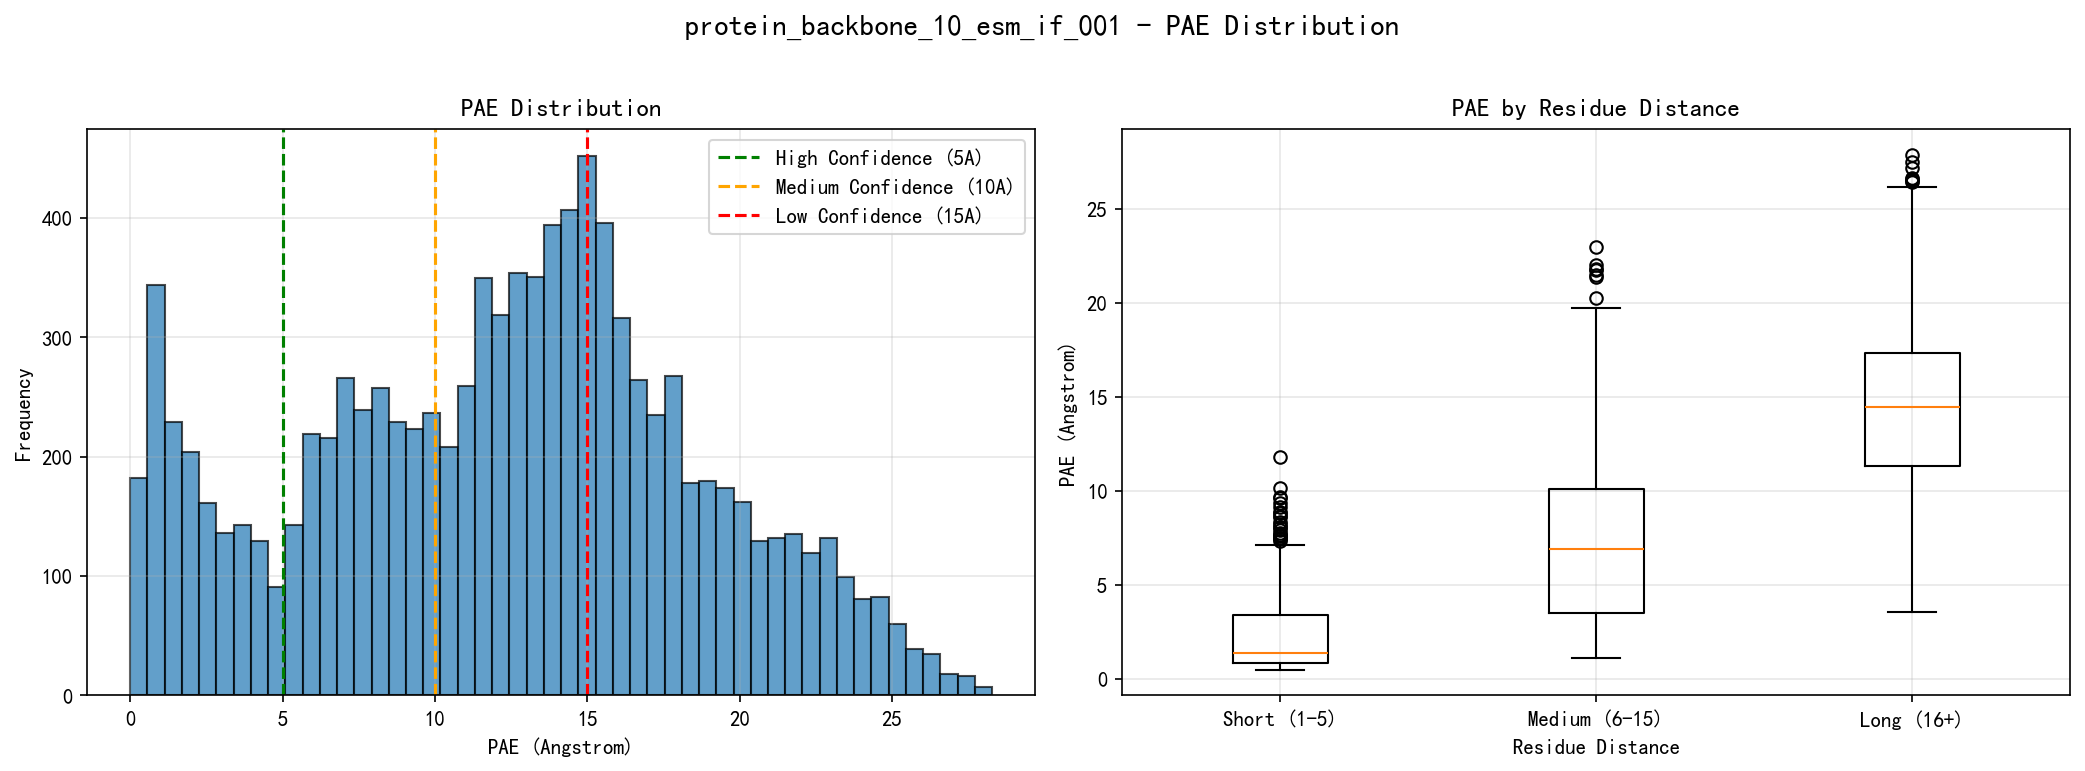 protein_backbone_10_esm_if_001 - PAE Distribution
PAE Distribution
High Confidence (5A)
Medium Confidence (10A)
Low Confidence (15A)
Frequency
400
300
200
100
0
0 5 10 15 20 25
PAE (Angstrom)
PAE by Residue Distance
PAE (Angstrom)
25
20
15
10
5
0
Short (1-5) Medium (6-15) Long (16+)
Residue Distance